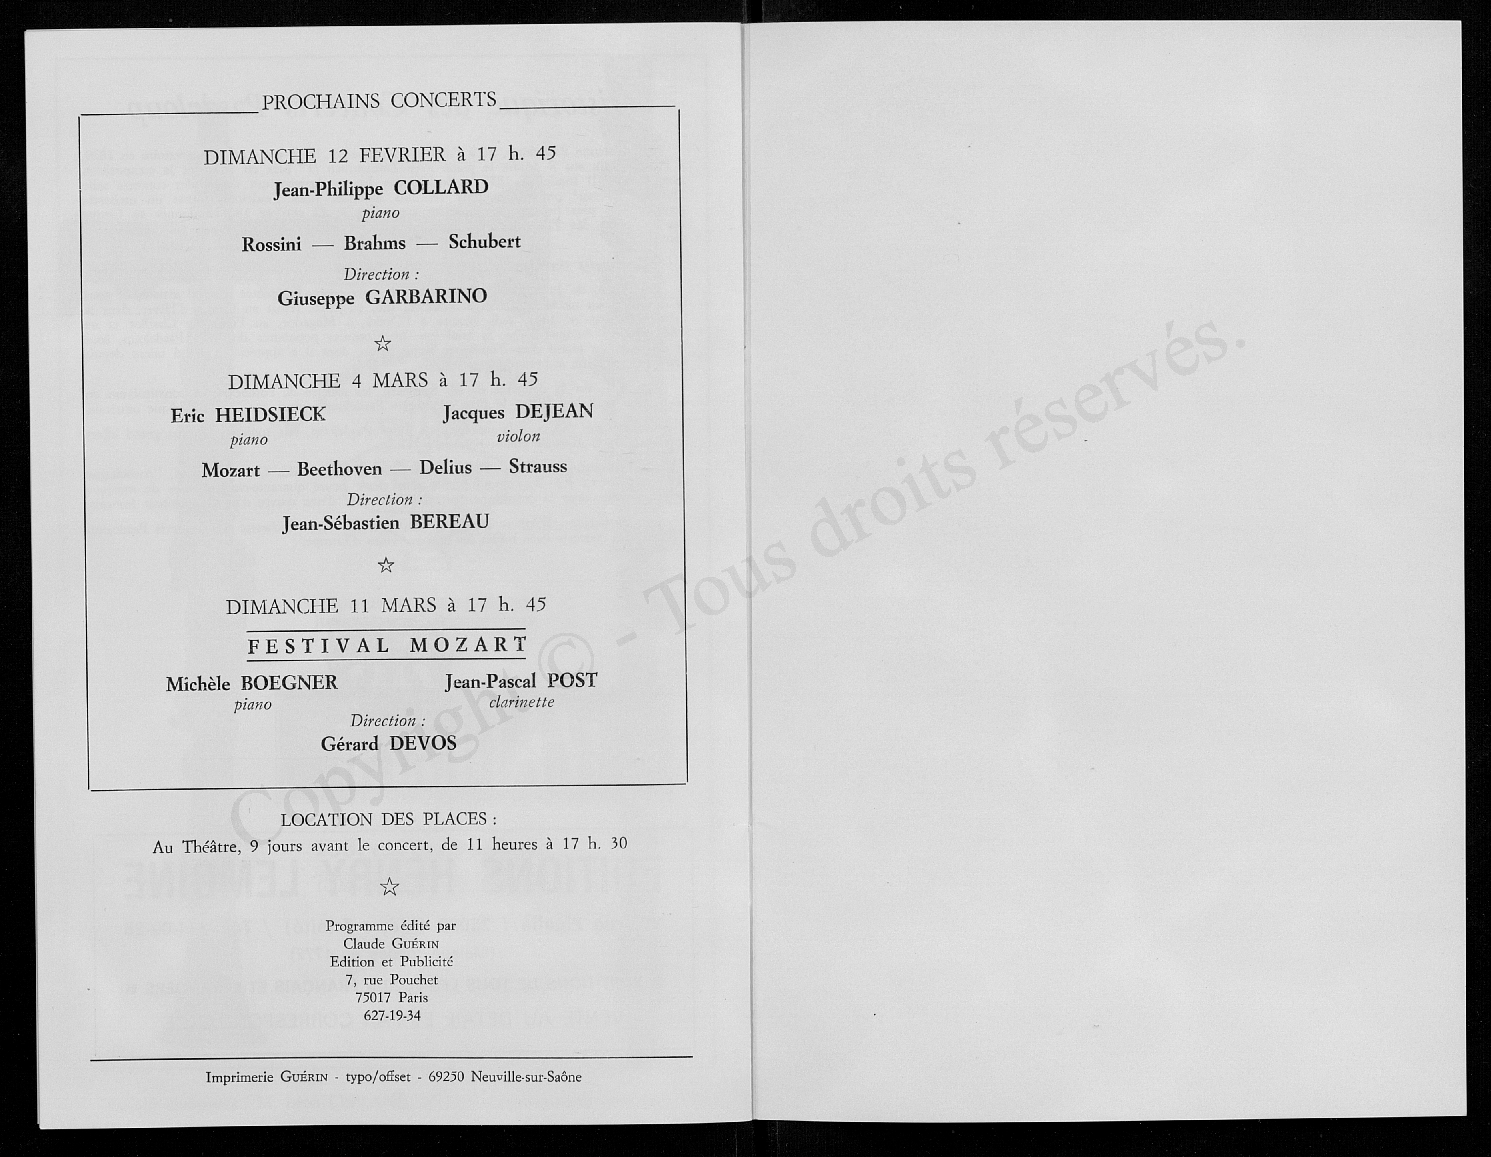 PROCHAINS CONCERTS
DIMANCHE 12 FEVRIER à 17 h. 45
Jean-Philippe COLLARD
piano
Rossini — Brahms — Schubert
Direction :
Giuseppe GARBARINO
☆
DIMANCHE 4 MARS à 17 h. 45
Eric HEIDSIECK Jacques DEJEAN
piano violon
Mozart — Beethoven — Delius — Strauss
Direction :
Jean-Sébastien BEREAU
☆
DIMANCHE 11 MARS à 17 h. 45
FESTIVAL MOZART
Michèle BOEGNER Jean-Pascal POST
piano clarinette
Direction :
Gérard DEVOS
LOCATION DES PLACES :
Au Théâtre, 9 jours avant le concert, de 11 heures à 17 h. 30
☆
Programme édité par
Claude GUÉRIN
Edition et Publicité
7, rue Pouchet
75017 Paris
627-19-34
Imprimerie GUÉRIN - typo/offset - 69250 Neuville-sur-Saône
Copyright © - Tous droits réservés.